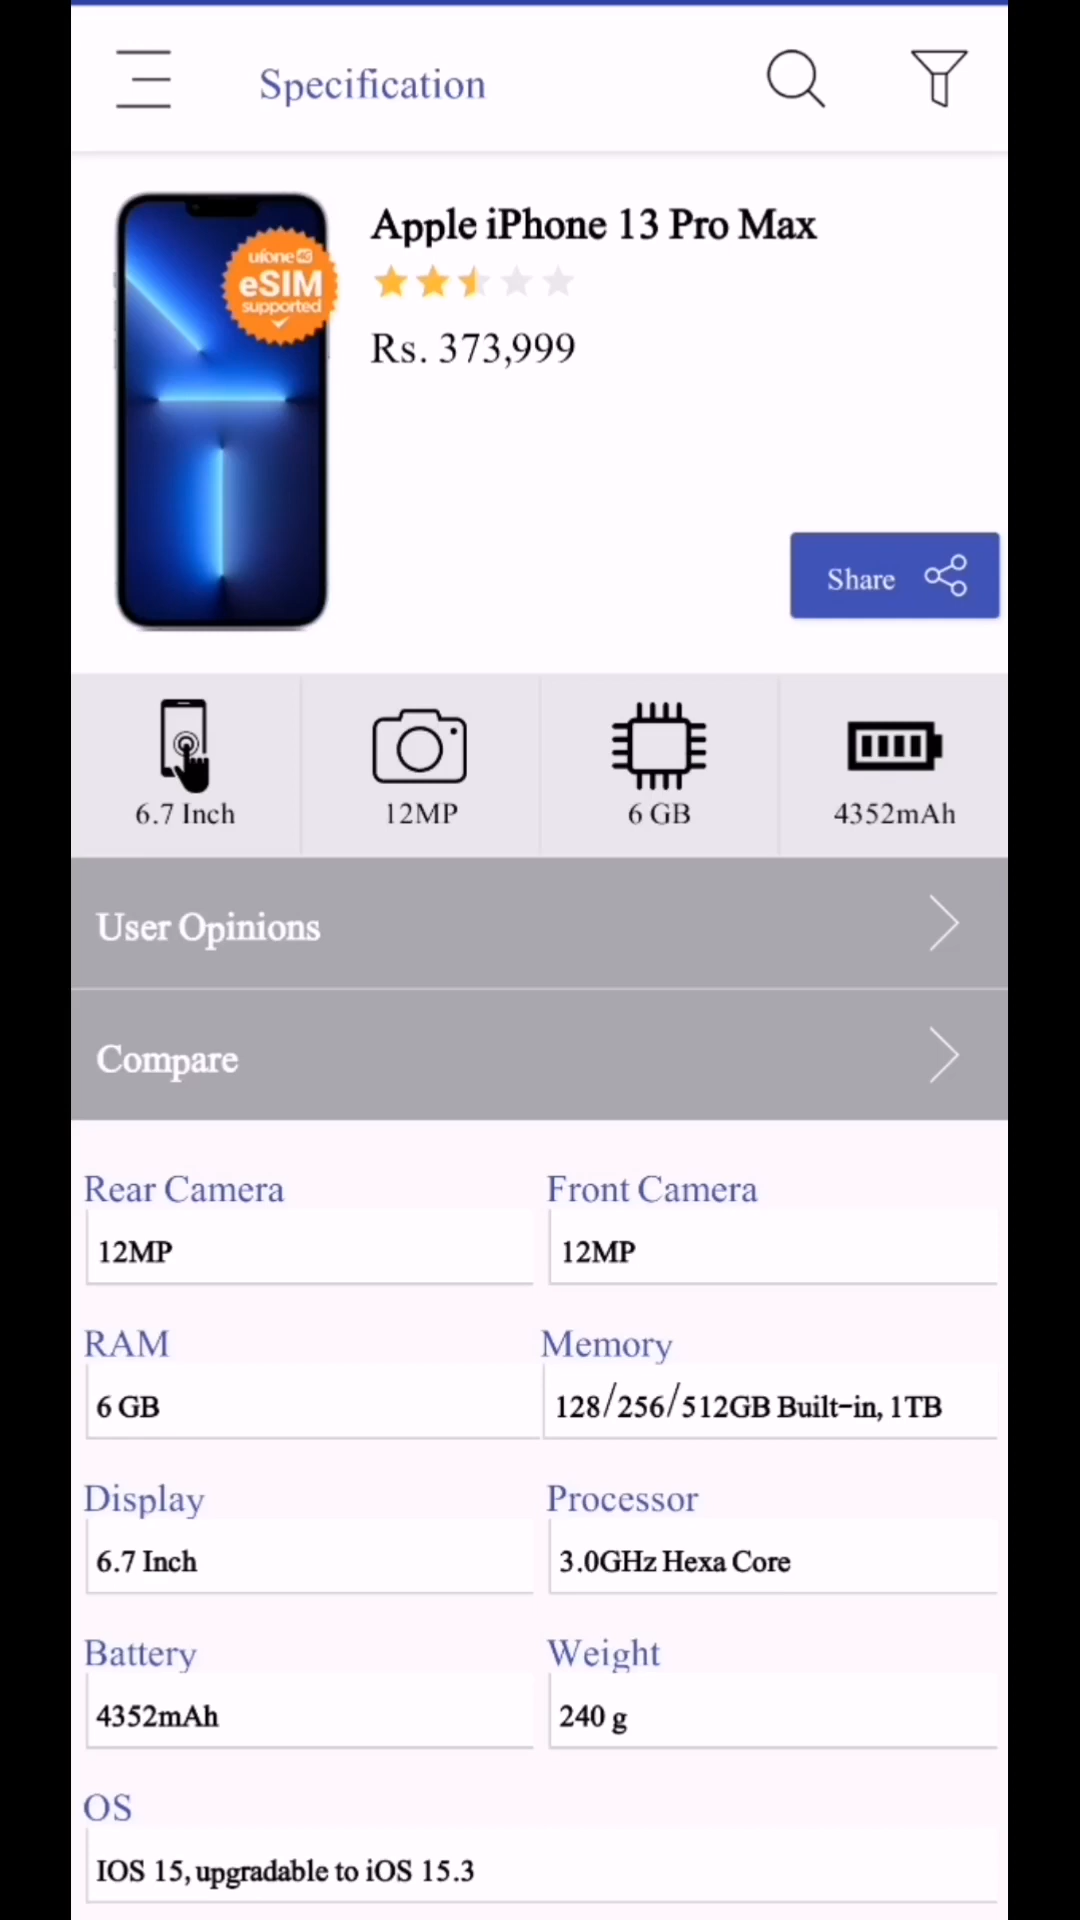 Specification
Apple iPhone 13 Pro Max
ufone 4G
eSIM
supported
Rs. 373,999
Share
6.7 Inch
12MP
6 GB
4352mAh
User Opinions
Compare
Rear Camera
Front Camera
12MP
12MP
RAM
Memory
6 GB
128/256/512GB Built-in, 1TB
Display
Processor
6.7 Inch
3.0GHz Hexa Core
Battery
Weight
4352mAh
240 g
OS
IOS 15, upgradable to iOS 15.3